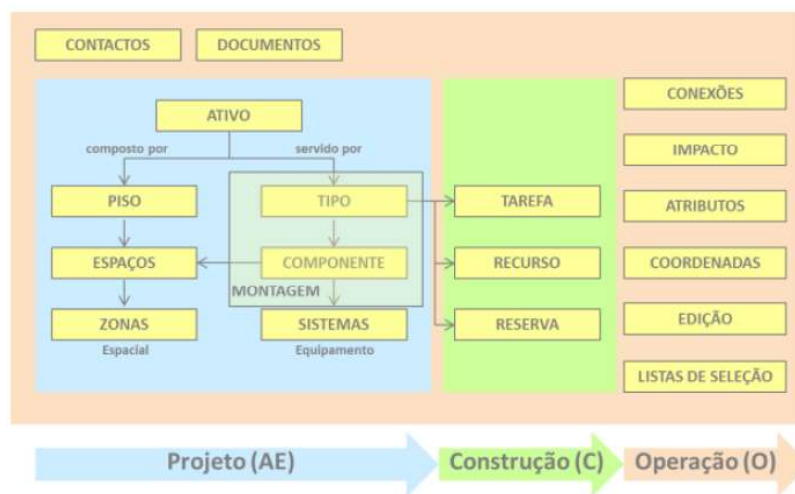 CONTACTOS
DOCUMENTOS
ATIVO
composto por
servido por
PISO
TIPO
ESPAÇOS
COMPONENTE
MONTAGEM
ZONAS
SISTEMAS
Espacial
Equipamento
TAREFA
RECURSO
RESERVA
CONEXÕES
IMPACTO
ATRIBUTOS
COORDENADAS
EDIÇÃO
LISTAS DE SELEÇÃO
Projeto (AE)
Construção (C)
Operação (O)